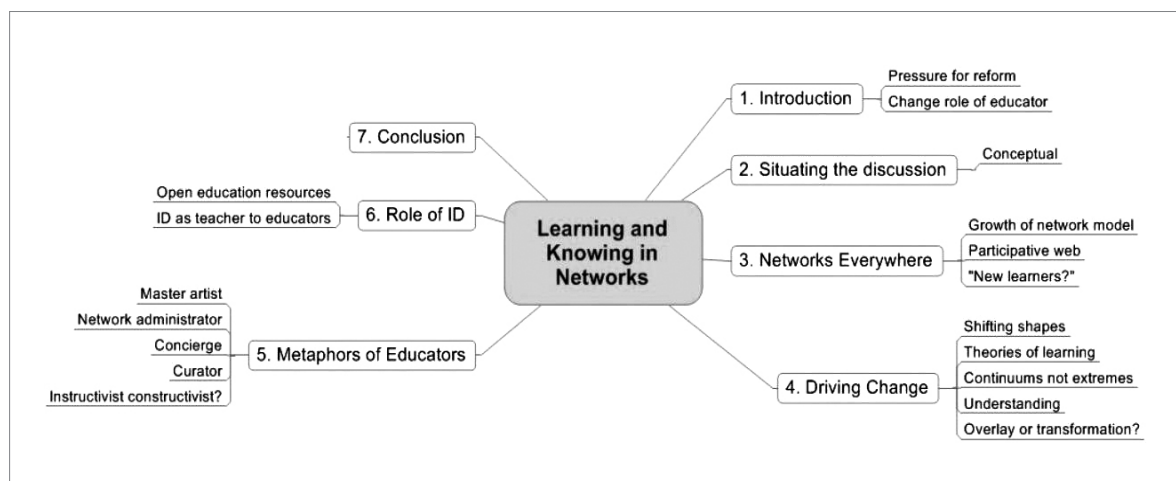 Learning and
Knowing in
Networks
1. Introduction
Pressure for reform
Change role of educator
2. Situating the discussion
Conceptual
3. Networks Everywhere
Growth of network model
Participative web
"New learners?"
4. Driving Change
Shifting shapes
Theories of learning
Continuums not extremes
Understanding
Overlay or transformation?
5. Metaphors of Educators
Master artist
Network administrator
Concierge
Curator
Instructivist constructivist?
6. Role of ID
Open education resources
ID as teacher to educators
7. Conclusion